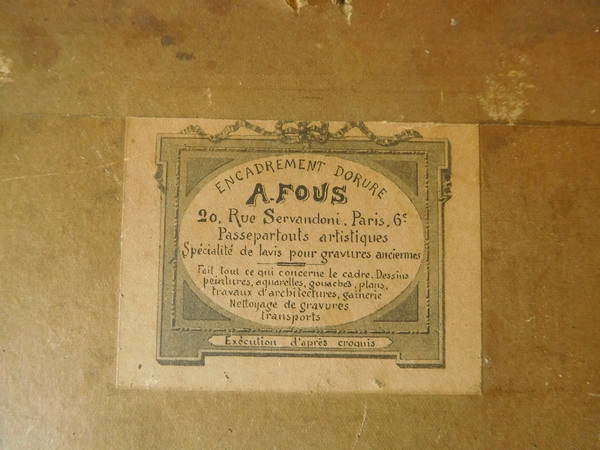 ENCADREMENT DORURE
A. FOUS
20, Rue Servandoni. Paris, 6e
Passepartouts artistiques
Spécialité de lavis pour gravures anciennes
Fait tout ce qui concerne le cadre. Dessins
peintures, aquarelles, gouaches, plans,
travaux d'architectures, gainerie
Nettoyage de gravures
transports
Exécution d'après croquis